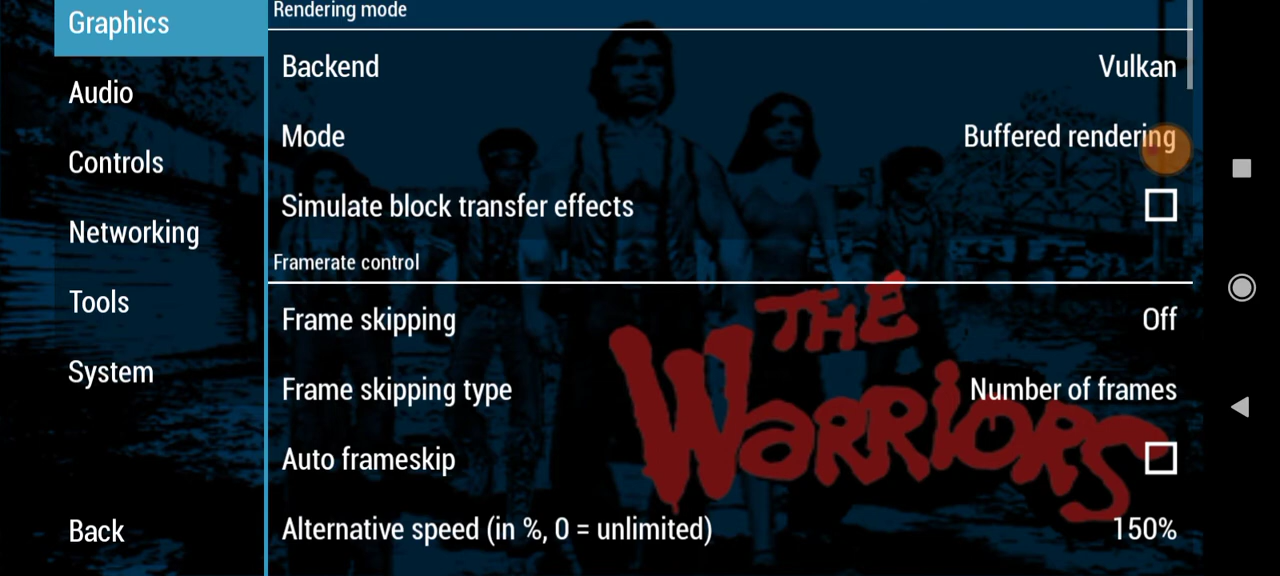 Graphics
Audio
Controls
Networking
Tools
System
Back
Rendering mode
Backend Vulkan
Mode Buffered rendering
Simulate block transfer effects
Framerate control
Frame skipping Off
Frame skipping type Number of frames
Auto frameskip
Alternative speed (in %, 0 = unlimited) 150%
THE
WARRIORS